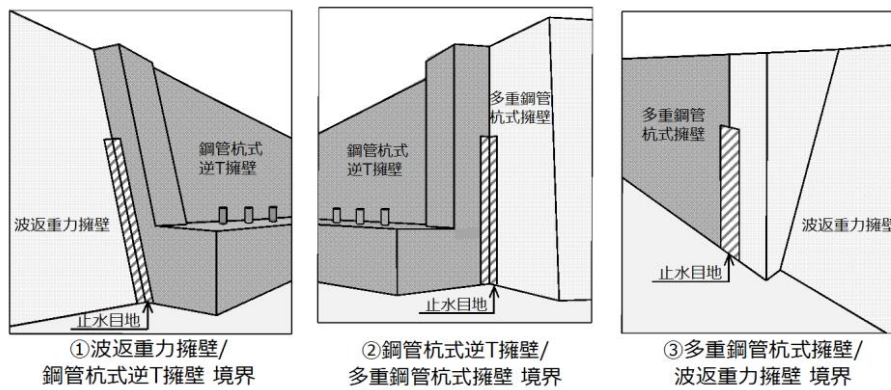 波返重力擁壁
鋼管杭式
逆T擁壁
止水目地
①波返重力擁壁/
鋼管杭式逆T擁壁 境界
鋼管杭式
逆T擁壁
多重鋼管
杭式擁壁
止水目地
②鋼管杭式逆T擁壁/
多重鋼管杭式擁壁 境界
多重鋼管
杭式擁壁
波返重力擁壁
止水目地
③多重鋼管杭式擁壁/
波返重力擁壁 境界